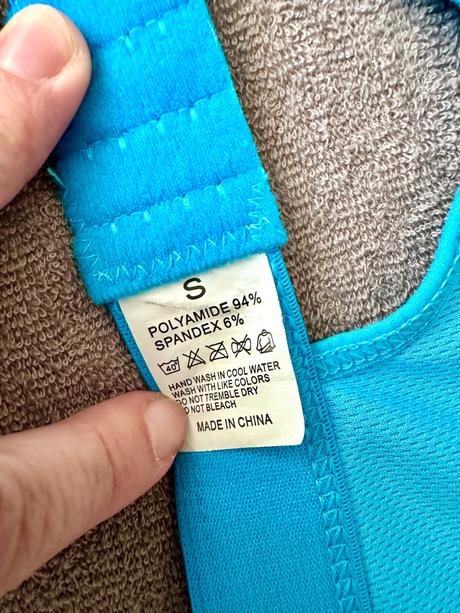 S
POLYAMIDE 94%
SPANDEX 6%
40°
HAND WASH IN COOL WATER
WASH WITH LIKE COLORS
DO NOT TREMBLE DRY
DO NOT BLEACH
MADE IN CHINA